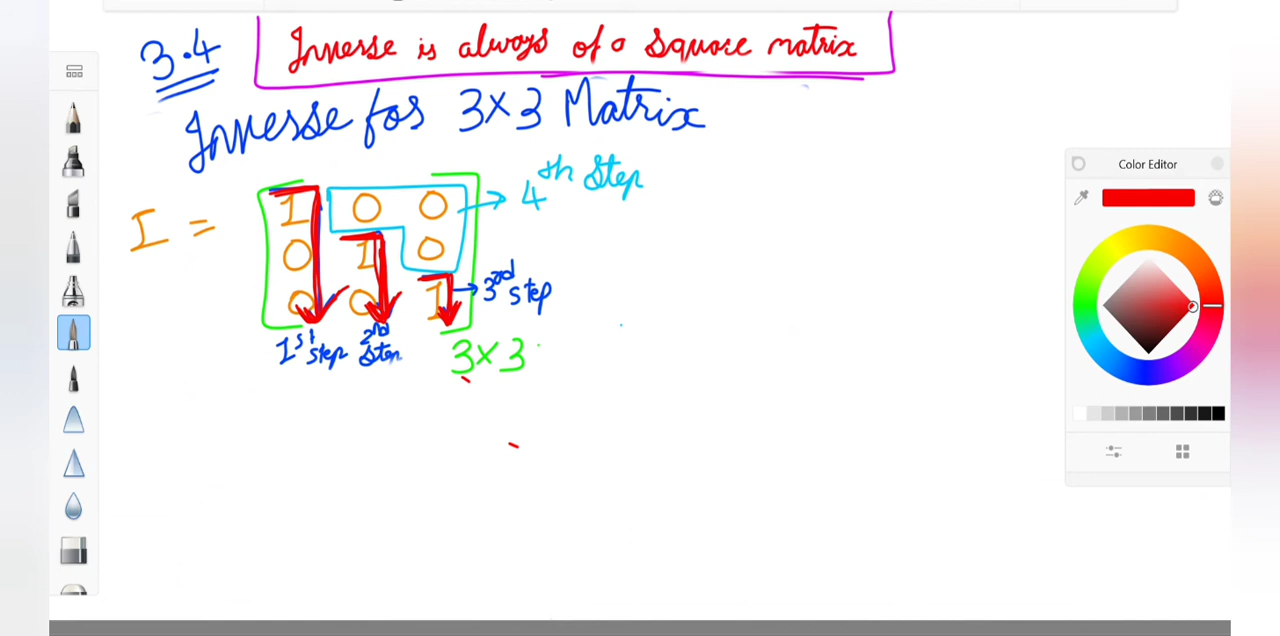 3.4
Inverse is always of a square matrix
Inverse for 3×3 Matrix
4th Step
I = 1 0 0
0 1 0
0 0 1
3rd step
1st step
2nd Step
3×3
Color Editor